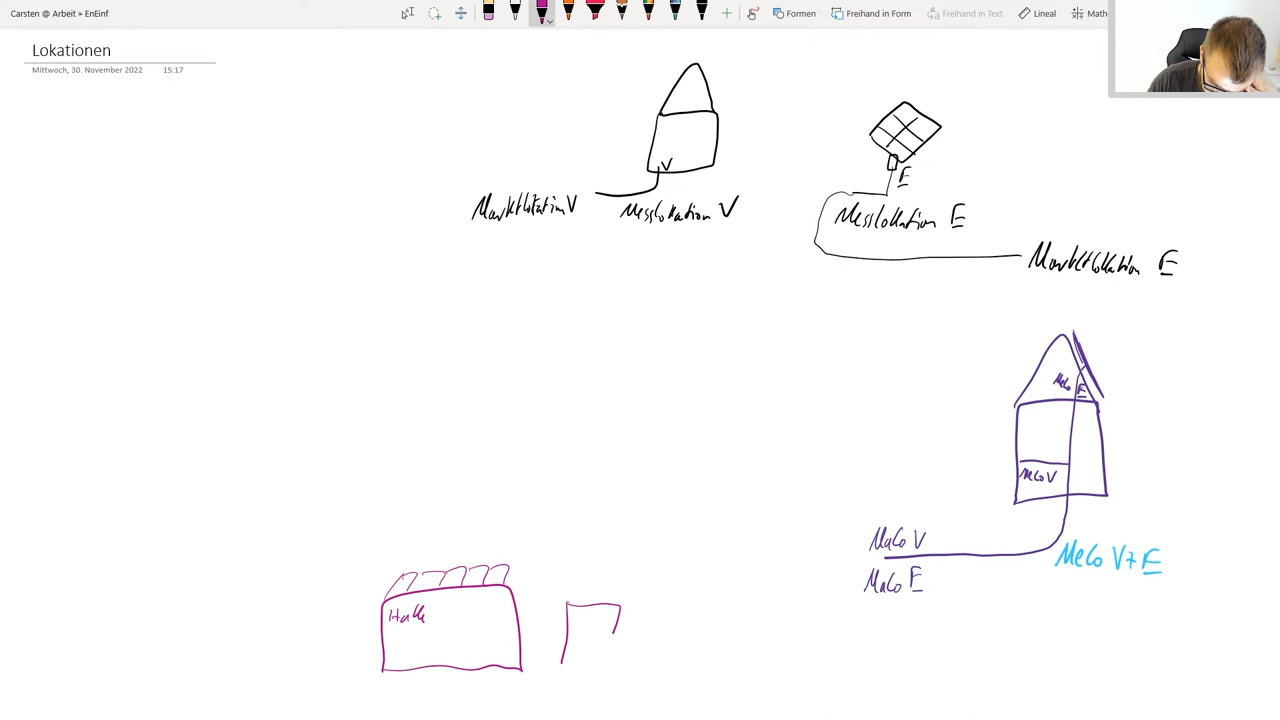 Carsten @ Arbeit » EnEinf
Formen
Freihand in Form
Freihand in Text
Lineal
Math
Lokationen
Mittwoch, 30. November 2022 15:17
V
E
Marktlokation V
Messlokation V
Messlokation E
Marktlokation E
MeLo E
MeLo V
MaLo V
MaLo E
MeLo V+E
Halle